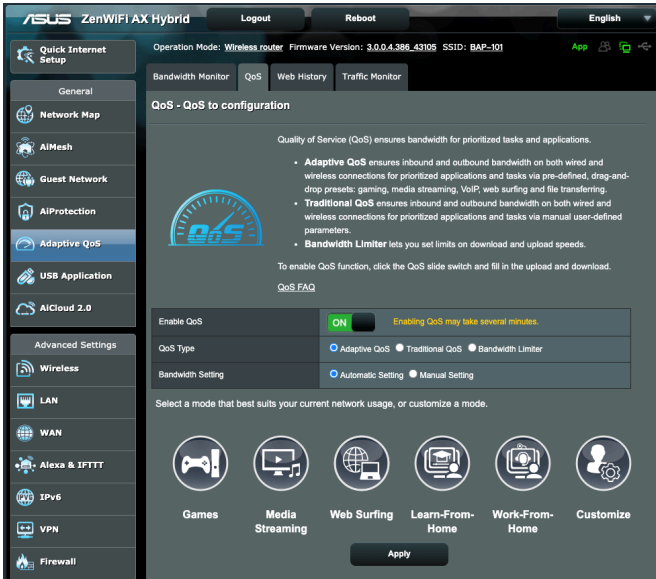 ASUS ZenWiFi AX Hybrid Logout Reboot English
Quick Internet
Setup
Operation Mode: Wireless router Firmware Version: 3.0.0.4.386_43105 SSID: BAP-101 App
General
Network Map
AiMesh
Guest Network
AiProtection
Adaptive QoS
USB Application
AiCloud 2.0
Advanced Settings
Wireless
LAN
WAN
Alexa & IFTTT
IPv6
VPN
Firewall
Bandwidth Monitor QoS Web History Traffic Monitor
QoS - QoS to configuration
QoS
Quality of Service (QoS) ensures bandwidth for prioritized tasks and applications.
• Adaptive QoS ensures inbound and outbound bandwidth on both wired and
wireless connections for prioritized applications and tasks via pre-defined, drag-and-
drop presets: gaming, media streaming, VoIP, web surfing and file transferring.
• Traditional QoS ensures inbound and outbound bandwidth on both wired and
wireless connections for prioritized applications and tasks via manual user-defined
parameters.
• Bandwidth Limiter lets you set limits on download and upload speeds.
To enable QoS function, click the QoS slide switch and fill in the upload and download.
QoS FAQ
Enable QoS ON Enabling QoS may take several minutes.
QoS Type Adaptive QoS Traditional QoS Bandwidth Limiter
Bandwidth Setting Automatic Setting Manual Setting
Select a mode that best suits your current network usage, or customize a mode.
Games
Media
Streaming
Web Surfing
Learn-From-
Home
Work-From-
Home
Customize
Apply